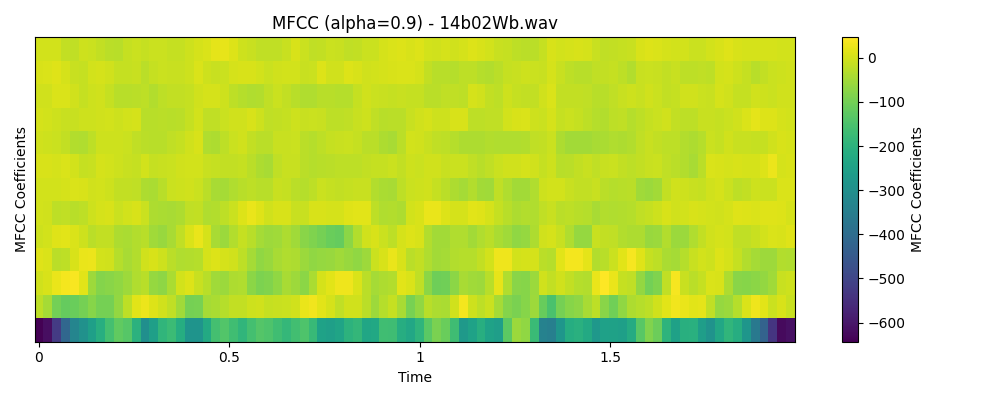 MFCC (alpha=0.9) - 14b02Wb.wav
MFCC Coefficients
0
0.5
1
1.5
Time
0
−100
−200
−300
−400
−500
−600
MFCC Coefficients